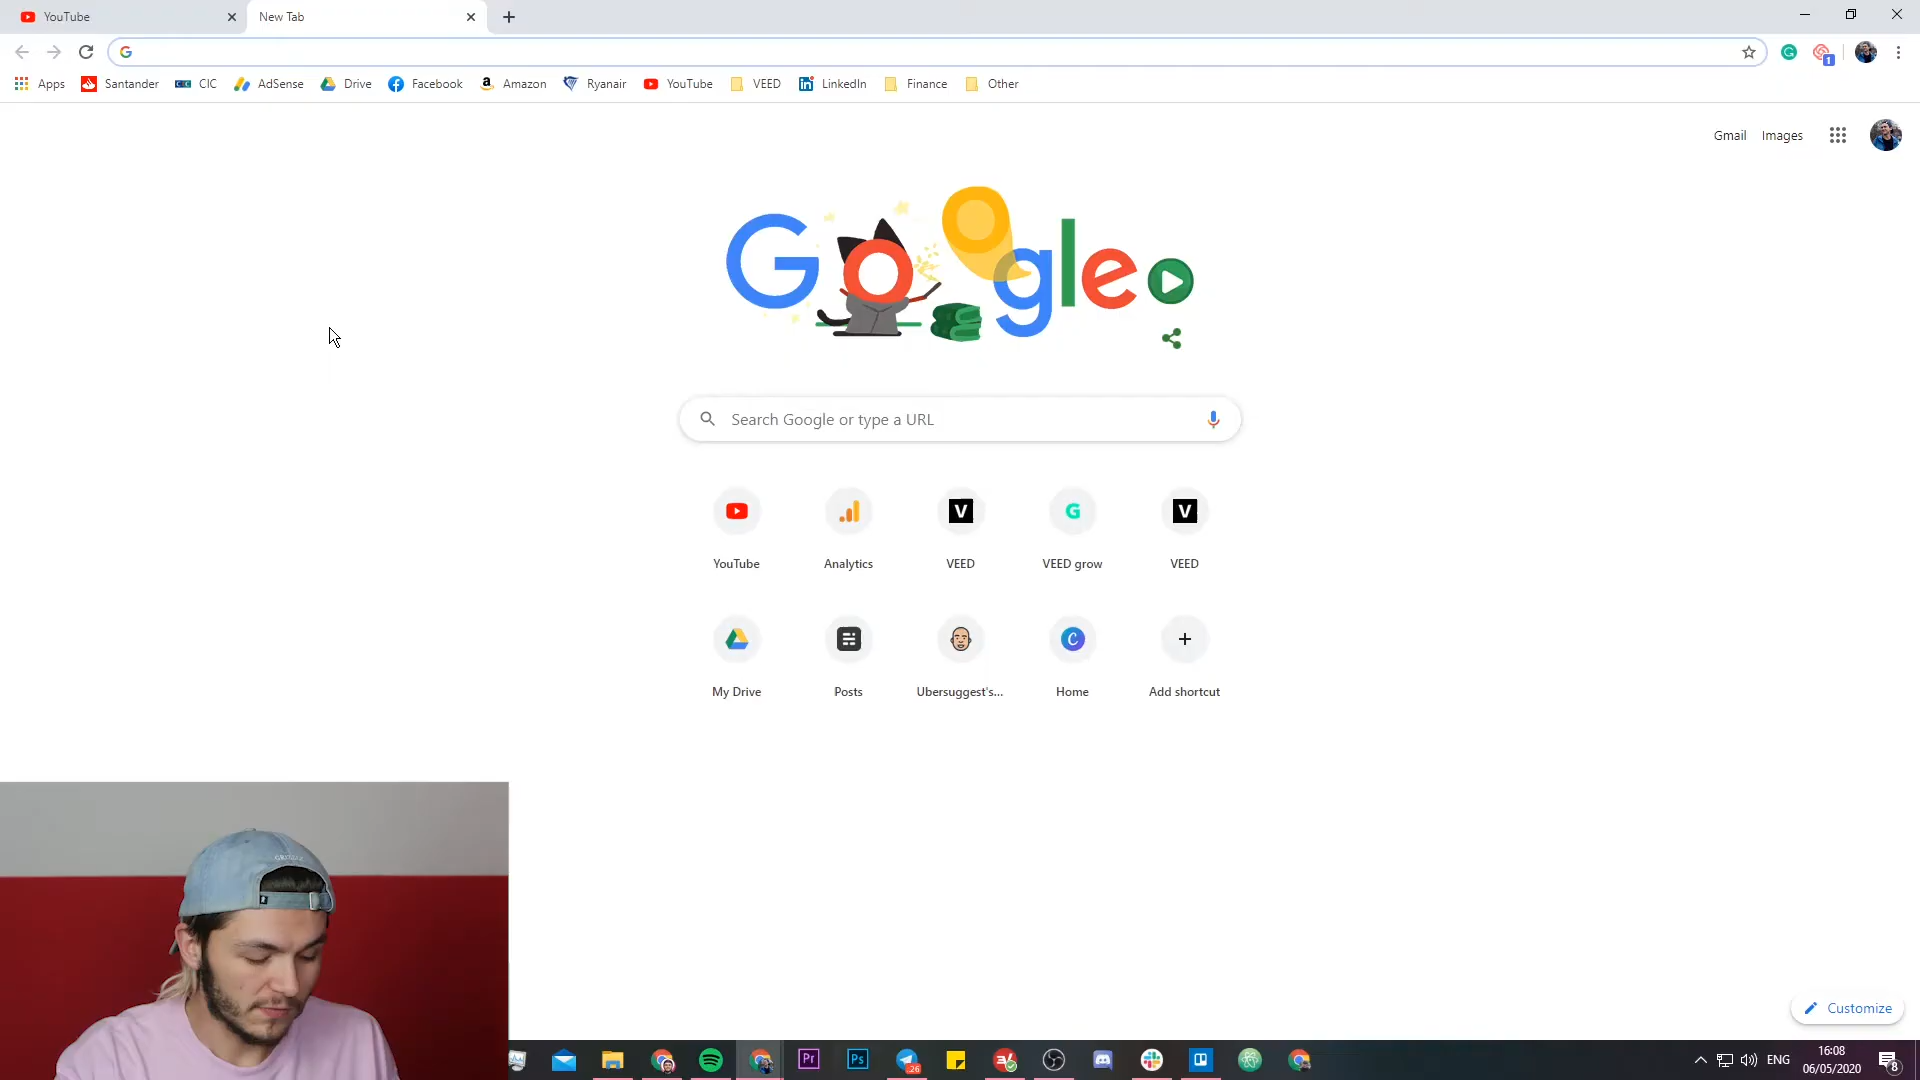 YouTube
New Tab
Apps Santander CIC AdSense Drive Facebook Amazon Ryanair YouTube VEED LinkedIn Finance Other
Gmail Images
Google
Search Google or type a URL
YouTube Analytics VEED VEED grow VEED
My Drive Posts Ubersuggest's... Home Add shortcut
Customize
ENG
16:08
06/05/2020
8